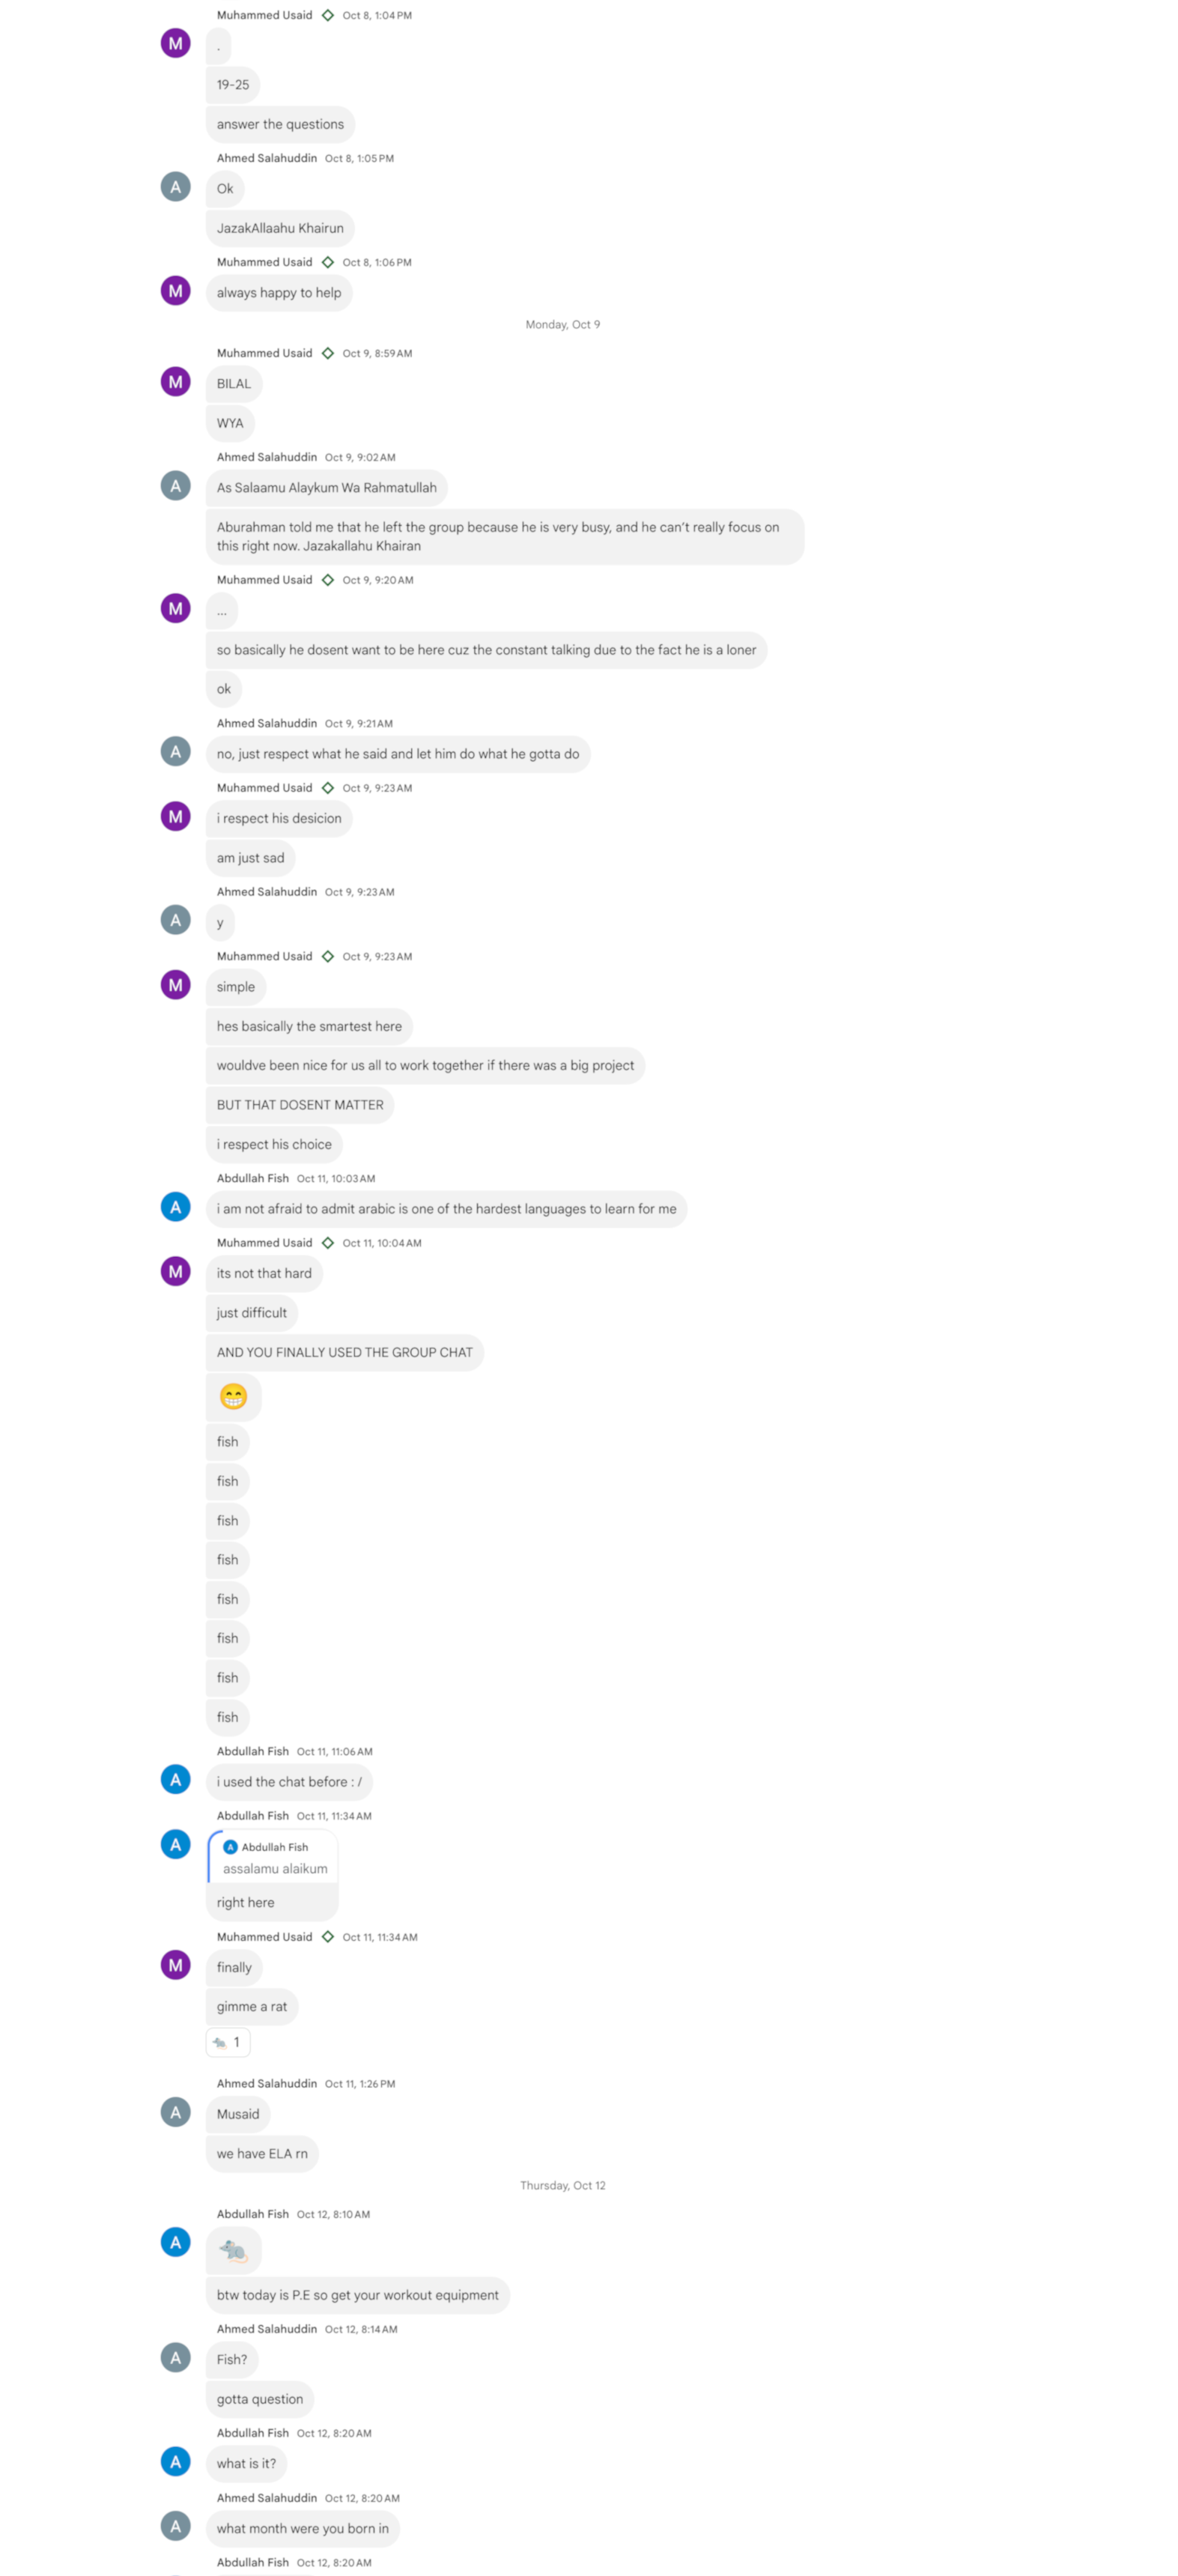 Muhammed Usaid Oct 8, 1:04 PM
M
.
19-25
answer the questions
Ahmed Salahuddin Oct 8, 1:05 PM
A
Ok
JazakAllaahu Khairun
Muhammed Usaid Oct 8, 1:06 PM
M
always happy to help
Monday, Oct 9
Muhammed Usaid Oct 9, 8:59 AM
M
BILAL
WYA
Ahmed Salahuddin Oct 9, 9:02 AM
A
As Salaamu Alaykum Wa Rahmatullah
Aburahman told me that he left the group because he is very busy, and he can't really focus on
this right now. Jazakallahu Khairan
Muhammed Usaid Oct 9, 9:20 AM
M
...
so basically he dosent want to be here cuz the constant talking due to the fact he is a loner
ok
Ahmed Salahuddin Oct 9, 9:21 AM
A
no, just respect what he said and let him do what he gotta do
Muhammed Usaid Oct 9, 9:23 AM
M
i respect his desicion
am just sad
Ahmed Salahuddin Oct 9, 9:23 AM
A
y
Muhammed Usaid Oct 9, 9:23 AM
M
simple
hes basically the smartest here
wouldve been nice for us all to work together if there was a big project
BUT THAT DOSENT MATTER
i respect his choice
Abdullah Fish Oct 11, 10:03 AM
A
i am not afraid to admit arabic is one of the hardest languages to learn for me
Muhammed Usaid Oct 11, 10:04 AM
M
its not that hard
just difficult
AND YOU FINALLY USED THE GROUP CHAT
😁
fish
fish
fish
fish
fish
fish
fish
fish
Abdullah Fish Oct 11, 11:06 AM
A
i used the chat before : /
Abdullah Fish Oct 11, 11:34 AM
A
A Abdullah Fish
assalamu alaikum
right here
Muhammed Usaid Oct 11, 11:34 AM
M
finally
gimme a rat
🐀 1
Ahmed Salahuddin Oct 11, 1:26 PM
A
Musaid
we have ELA rn
Thursday, Oct 12
Abdullah Fish Oct 12, 8:10 AM
A
🐀
btw today is P.E so get your workout equipment
Ahmed Salahuddin Oct 12, 8:14 AM
A
Fish?
gotta question
Abdullah Fish Oct 12, 8:20 AM
A
what is it?
Ahmed Salahuddin Oct 12, 8:20 AM
A
what month were you born in
Abdullah Fish Oct 12, 8:20 AM